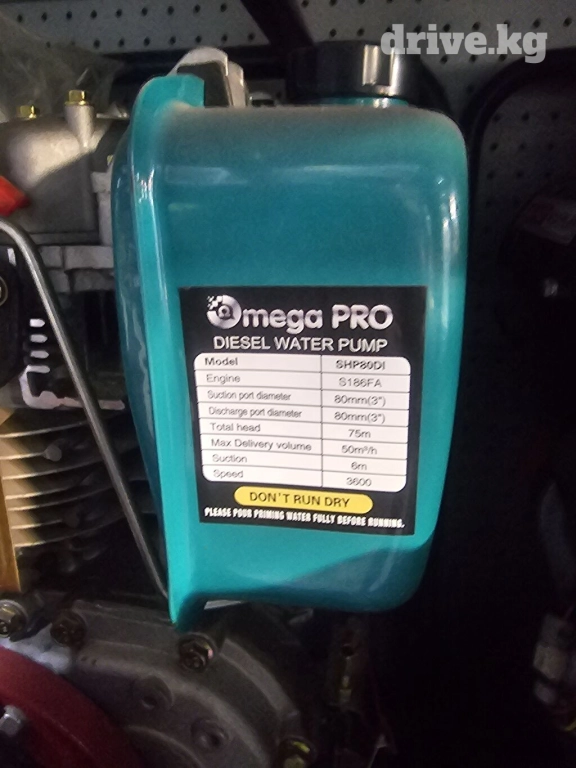 drive.kg
Omega PRO
DIESEL WATER PUMP
Model SHP80DI
Engine S186FA
Suction port diameter 80mm(3")
Discharge port diameter 80mm(3")
Total head 75m
Max Delivery volume 50m³/h
Suction 6m
Speed 3600
DON'T RUN DRY
PLEASE POUR PRIMING WATER FULLY BEFORE RUNNING.